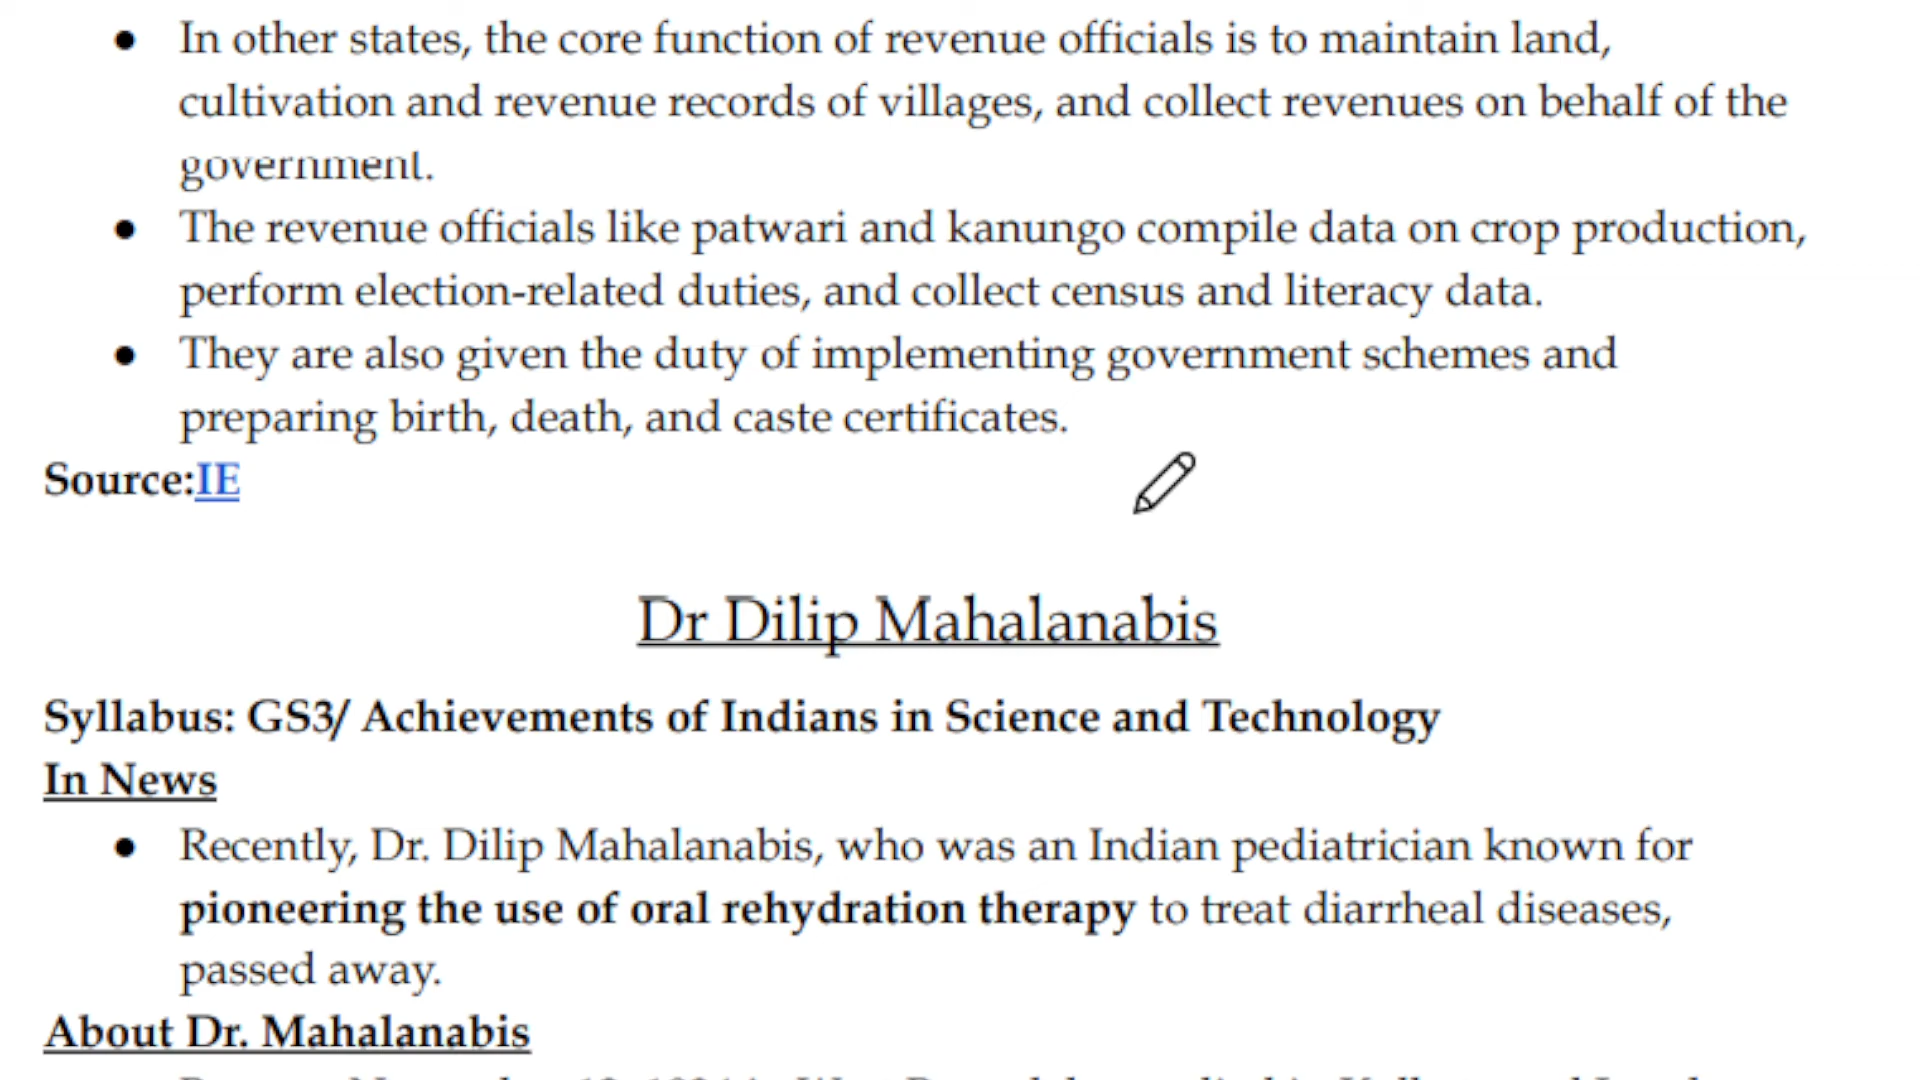 ● In other states, the core function of revenue officials is to maintain land,
cultivation and revenue records of villages, and collect revenues on behalf of the
government.
● The revenue officials like patwari and kanungo compile data on crop production,
perform election-related duties, and collect census and literacy data.
● They are also given the duty of implementing government schemes and
preparing birth, death, and caste certificates.
Source:IE
Dr Dilip Mahalanabis
Syllabus: GS3/ Achievements of Indians in Science and Technology
In News
● Recently, Dr. Dilip Mahalanabis, who was an Indian pediatrician known for
pioneering the use of oral rehydration therapy to treat diarrheal diseases,
passed away.
About Dr. Mahalanabis